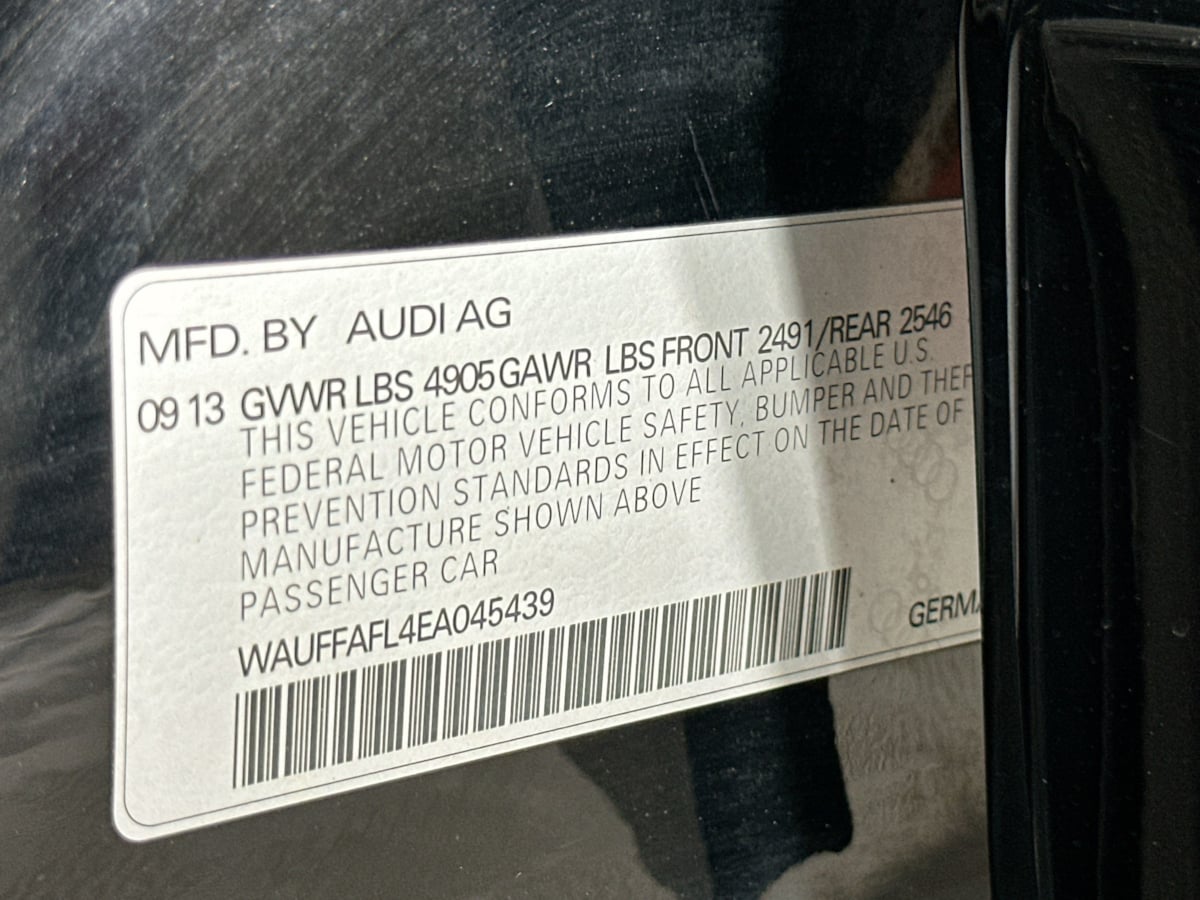 MFD. BY AUDI AG
09 13 GVWR LBS 4905 GAWR LBS FRONT 2491/REAR 2546
THIS VEHICLE CONFORMS TO ALL APPLICABLE U.S.
FEDERAL MOTOR VEHICLE SAFETY, BUMPER AND THEF
PREVENTION STANDARDS IN EFFECT ON THE DATE OF
MANUFACTURE SHOWN ABOVE
PASSENGER CAR
WAUFFAFL4EA045439
GERMA